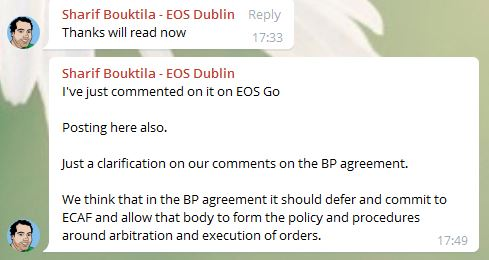 Sharif Bouktila - EOS Dublin Reply
Thanks will read now
17:33
Sharif Bouktila - EOS Dublin
I've just commented on it on EOS Go
Posting here also.
Just a clarification on our comments on the BP agreement.
We think that in the BP agreement it should defer and commit to
ECAF and allow that body to form the policy and procedures
around arbitration and execution of orders.
17:49